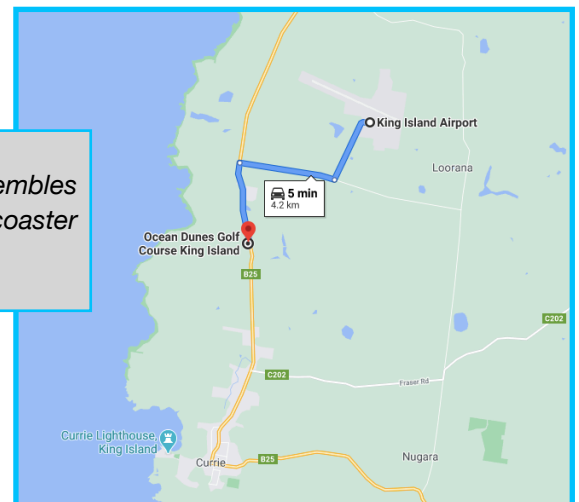 embles
coaster
King Island Airport
Loorana
5 min
4.2 km
Ocean Dunes Golf
Course King Island
B25
C202
C202
Fraser Rd
Currie Lighthouse,
King Island
Currie
B25
Nugara